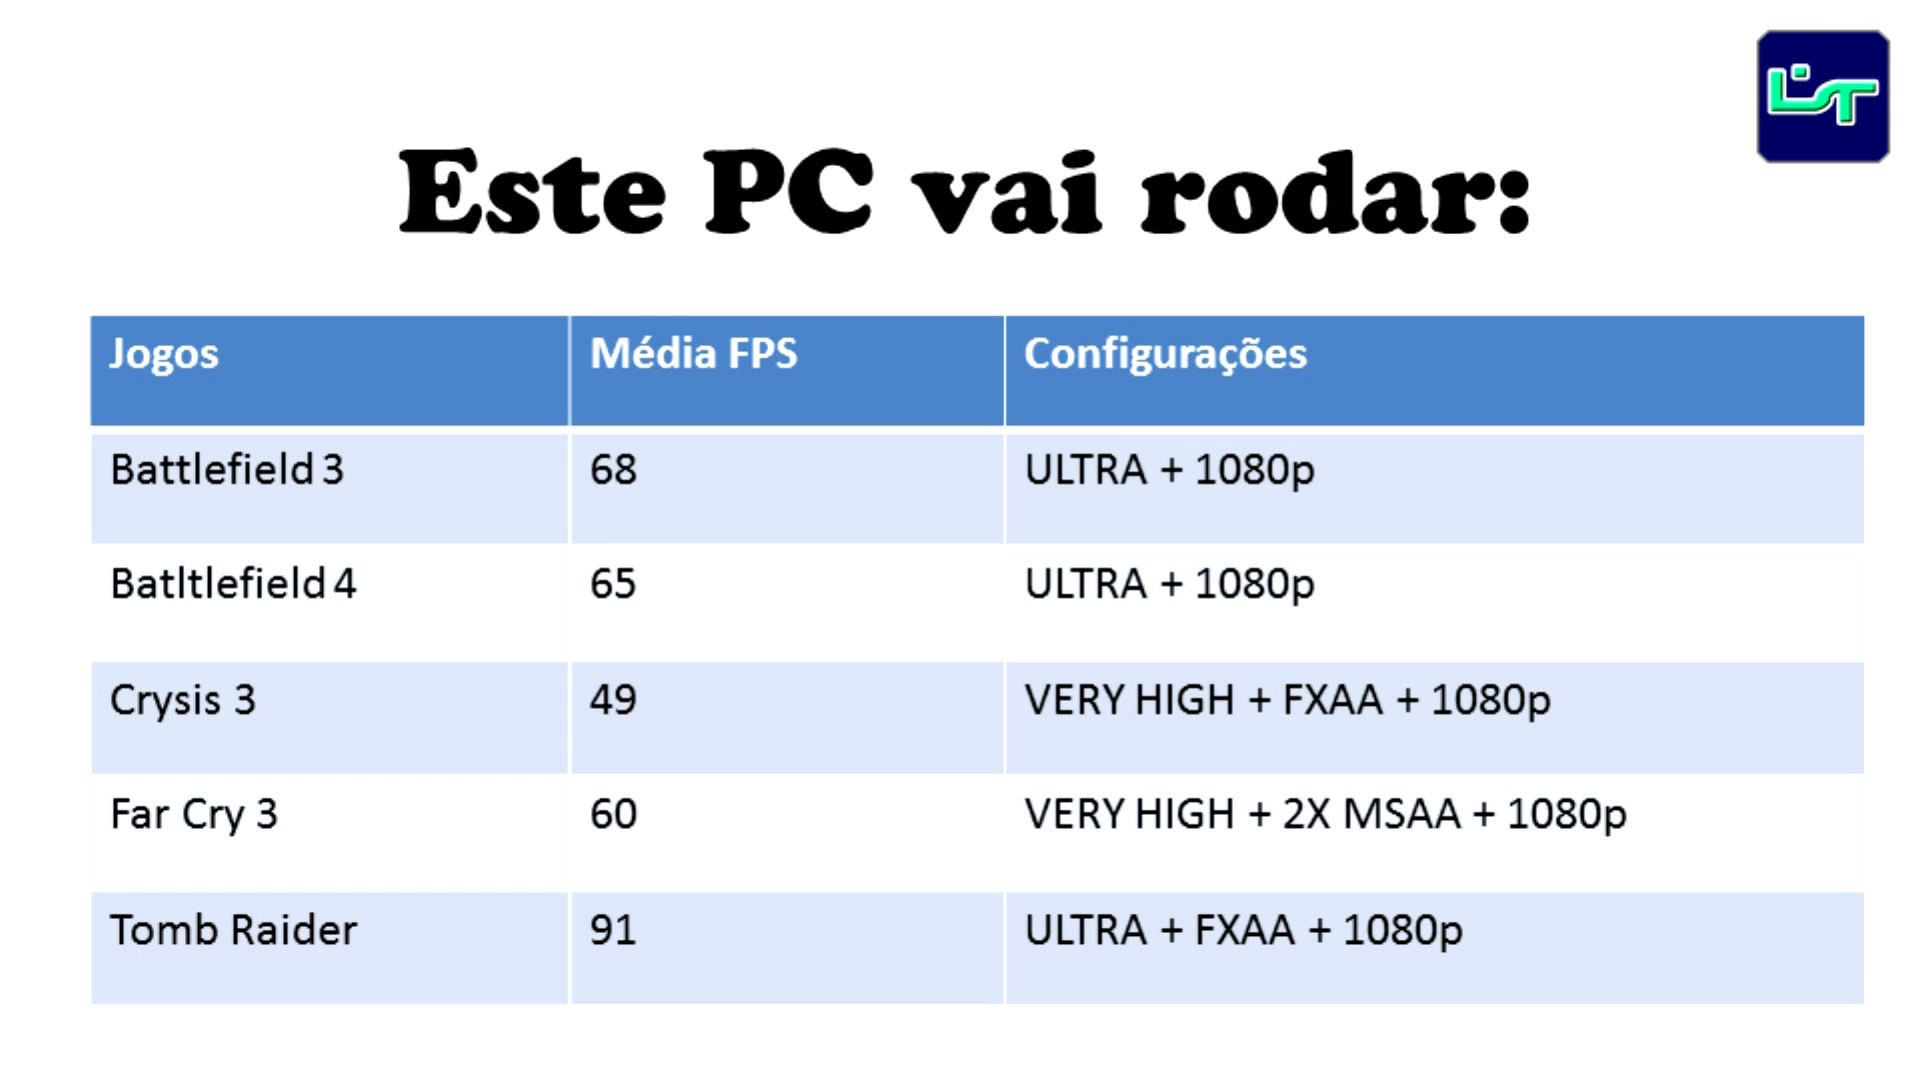 LiST
Este PC vai rodar:
Jogos Média FPS Configurações
Battlefield 3 68 ULTRA + 1080p
Batltlefield 4 65 ULTRA + 1080p
Crysis 3 49 VERY HIGH + FXAA + 1080p
Far Cry 3 60 VERY HIGH + 2X MSAA + 1080p
Tomb Raider 91 ULTRA + FXAA + 1080p